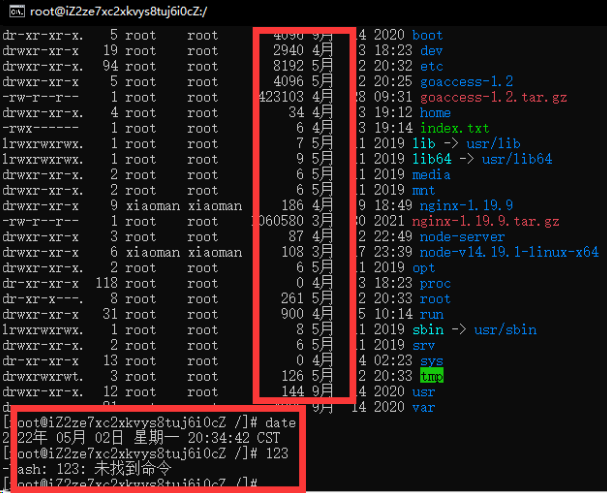 root@iZ2ze7xc2xkvys8tuj6i0cZ:/
dr-xr-xr-x. 5 root root 4096 9月 4 2020 boot
drwxr-xr-x 19 root root 2940 4月 3 18:23 dev
drwxr-xr-x. 94 root root 8192 5月 2 20:32 etc
drwxr-xr-x 5 root root 4096 5月 2 20:25 goaccess-1.2
-rw-r--r-- 1 root root 423103 4月 28 09:31 goaccess-1.2.tar.gz
drwxr-xr-x. 4 root root 34 4月 3 19:12 home
-rwx------ 1 root root 6 4月 3 19:14 index.txt
lrwxrwxrwx. 1 root root 7 5月 1 2019 lib -> usr/lib
lrwxrwxrwx. 1 root root 9 5月 1 2019 lib64 -> usr/lib64
drwxr-xr-x. 2 root root 6 5月 1 2019 media
drwxr-xr-x. 2 root root 6 5月 1 2019 mnt
drwxr-xr-x 9 xiaoman xiaoman 186 4月 9 18:49 nginx-1.19.9
-rw-r--r-- 1 root root 1060580 3月 30 2021 nginx-1.19.9.tar.gz
drwxr-xr-x 3 root root 87 4月 2 22:49 node-server
drwxr-xr-x 6 xiaoman xiaoman 108 3月 7 23:39 node-v14.19.1-linux-x64
drwxr-xr-x. 2 root root 6 5月 1 2019 opt
dr-xr-xr-x 118 root root 0 4月 3 18:23 proc
dr-xr-x---. 8 root root 261 5月 2 20:33 root
drwxr-xr-x 31 root root 900 4月 5 10:14 run
lrwxrwxrwx. 1 root root 8 5月 1 2019 sbin -> usr/sbin
drwxr-xr-x. 2 root root 6 5月 1 2019 srv
dr-xr-xr-x 13 root root 0 4月 4 02:23 sys
drwxrwxrwt. 3 root root 126 5月 2 20:33 tmp
drwxr-xr-x. 12 root root 144 9月 4 2020 usr
9月 4 2020 var
[root@iZ2ze7xc2xkvys8tuj6i0cZ /]# date
2022年 05月 02日 星期一 20:34:42 CST
[root@iZ2ze7xc2xkvys8tuj6i0cZ /]# 123
-bash: 123: 未找到命令
[root@iZ2ze7xc2xkvys8tuj6i0cZ /]#